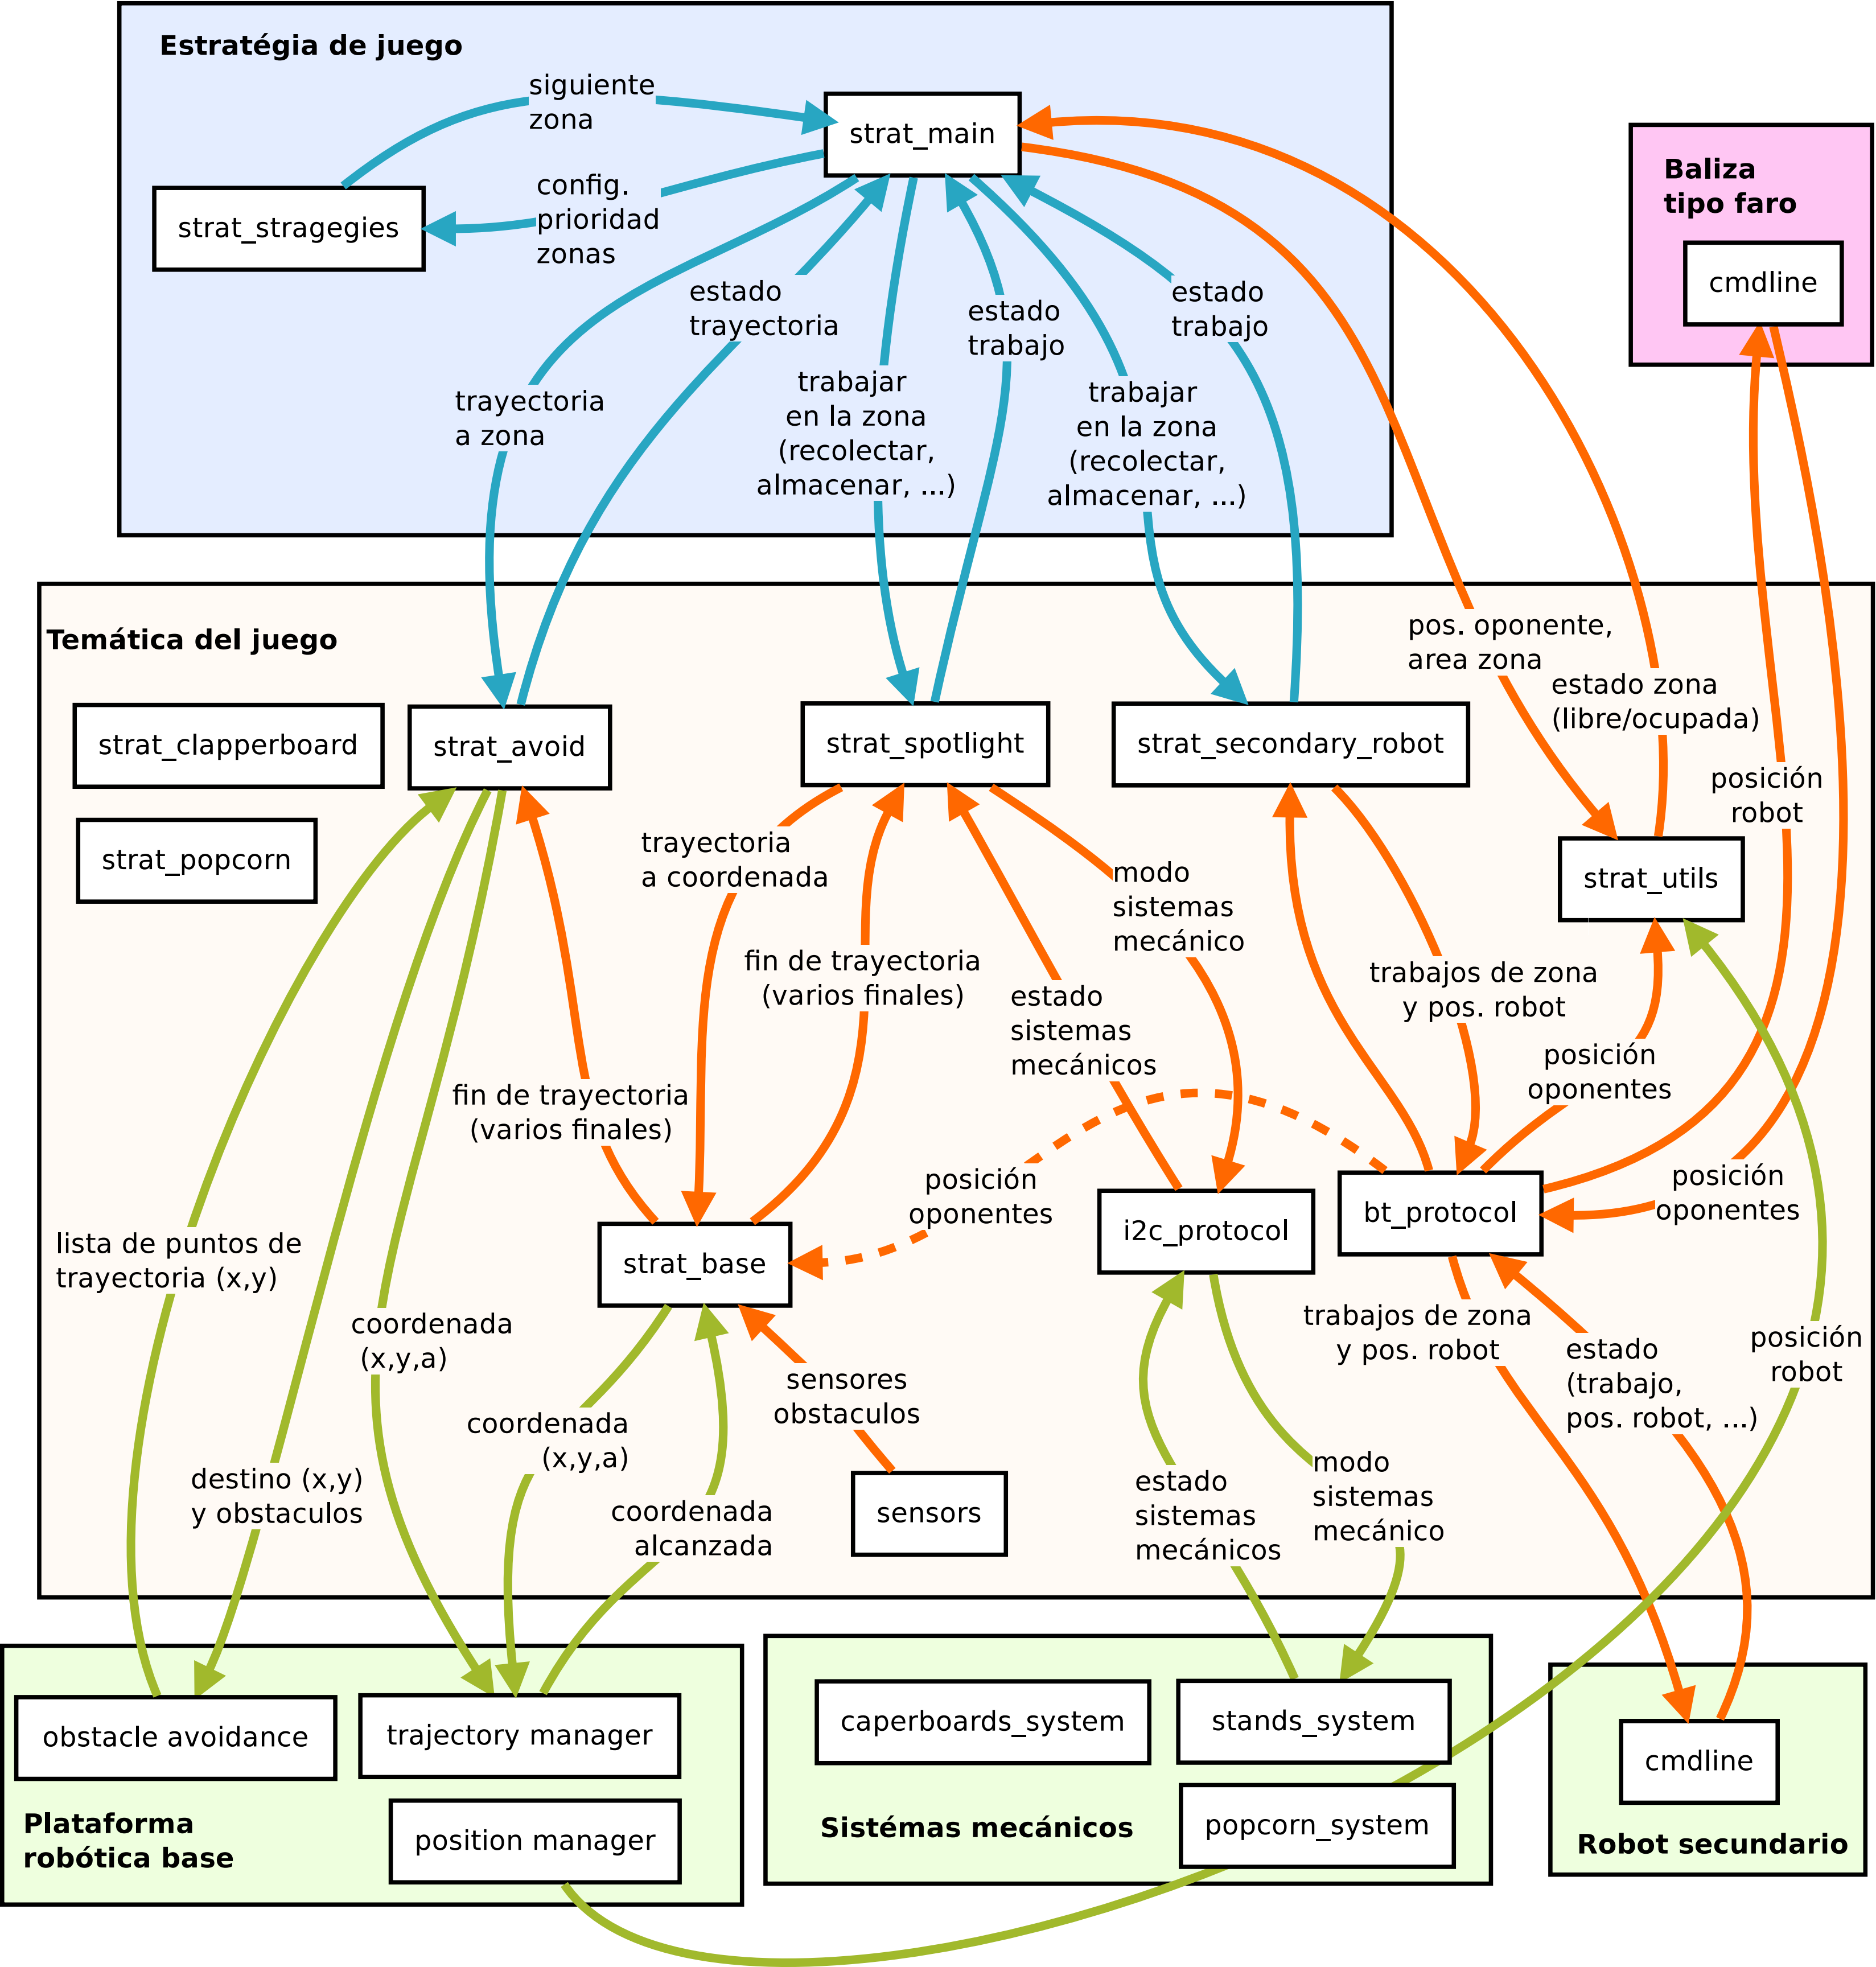 Estratégia de juego
siguiente
zona
strat_main
config.
prioridad
zonas
strat_stragegies
estado
trayectoria
estado
trabajo
estado
trabajo
trayectoria
a zona
trabajar
en la zona
(recolectar,
almacenar, ...)
trabajar
en la zona
(recolectar,
almacenar, ...)
Baliza
tipo faro
cmdline
Temática del juego
pos. oponente,
area zona
estado zona
(libre/ocupada)
posición
robot
strat_clapperboard
strat_avoid
strat_spotlight
strat_secondary_robot
strat_popcorn
strat_utils
trayectoria
a coordenada
modo
sistemas
mecánico
fin de trayectoria
(varios finales)
estado
sistemas
mecánicos
trabajos de zona
y pos. robot
posición
oponentes
fin de trayectoria
(varios finales)
posición
oponentes
posición
oponentes
strat_base
i2c_protocol
bt_protocol
lista de puntos de
trayectoria (x,y)
coordenada
(x,y,a)
sensores
obstaculos
trabajos de zona
y pos. robot
estado
(trabajo,
pos. robot, ...)
posición
robot
coordenada
(x,y,a)
destino (x,y)
y obstaculos
coordenada
alcanzada
sensors
estado
sistemas
mecánicos
modo
sistemas
mecánico
obstacle avoidance
trajectory manager
position manager
Plataforma
robótica base
caperboards_system
stands_system
popcorn_system
Sistémas mecánicos
cmdline
Robot secundario